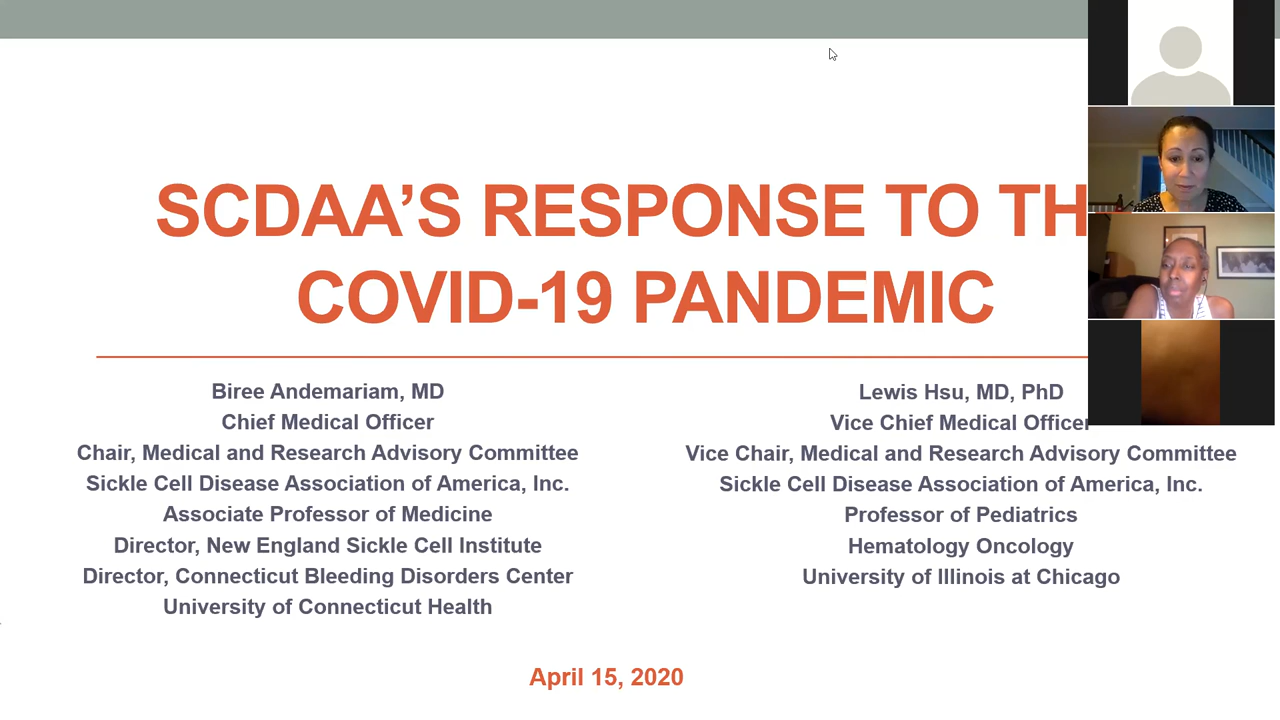 SCDAA’S RESPONSE TO TH
COVID-19 PANDEMIC
Biree Andemariam, MD
Chief Medical Officer
Chair, Medical and Research Advisory Committee
Sickle Cell Disease Association of America, Inc.
Associate Professor of Medicine
Director, New England Sickle Cell Institute
Director, Connecticut Bleeding Disorders Center
University of Connecticut Health
Lewis Hsu, MD, PhD
Vice Chief Medical Officer
Vice Chair, Medical and Research Advisory Committee
Sickle Cell Disease Association of America, Inc.
Professor of Pediatrics
Hematology Oncology
University of Illinois at Chicago
April 15, 2020